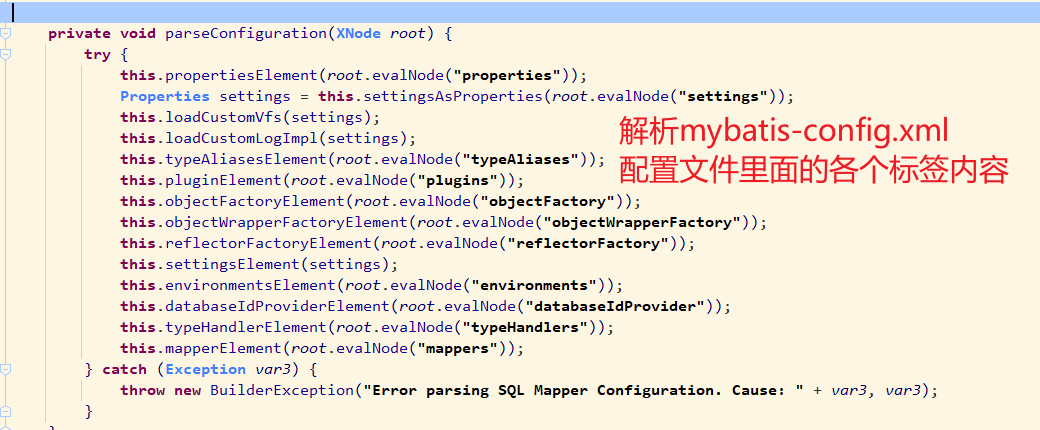 private void parseConfiguration(XNode root) {
try {
this.propertiesElement(root.evalNode("properties"));
Properties settings = this.settingsAsProperties(root.evalNode("settings"));
this.loadCustomVfs(settings);
this.loadCustomLogImpl(settings);
this.typeAliasesElement(root.evalNode("typeAliases"));
this.pluginElement(root.evalNode("plugins"));
this.objectFactoryElement(root.evalNode("objectFactory"));
this.objectWrapperFactoryElement(root.evalNode("objectWrapperFactory"));
this.reflectorFactoryElement(root.evalNode("reflectorFactory"));
this.settingsElement(settings);
this.environmentsElement(root.evalNode("environments"));
this.databaseIdProviderElement(root.evalNode("databaseIdProvider"));
this.typeHandlerElement(root.evalNode("typeHandlers"));
this.mapperElement(root.evalNode("mappers"));
} catch (Exception var3) {
throw new BuilderException("Error parsing SQL Mapper Configuration. Cause: " + var3, var3);
}
解析mybatis-config.xml
配置文件里面的各个标签内容